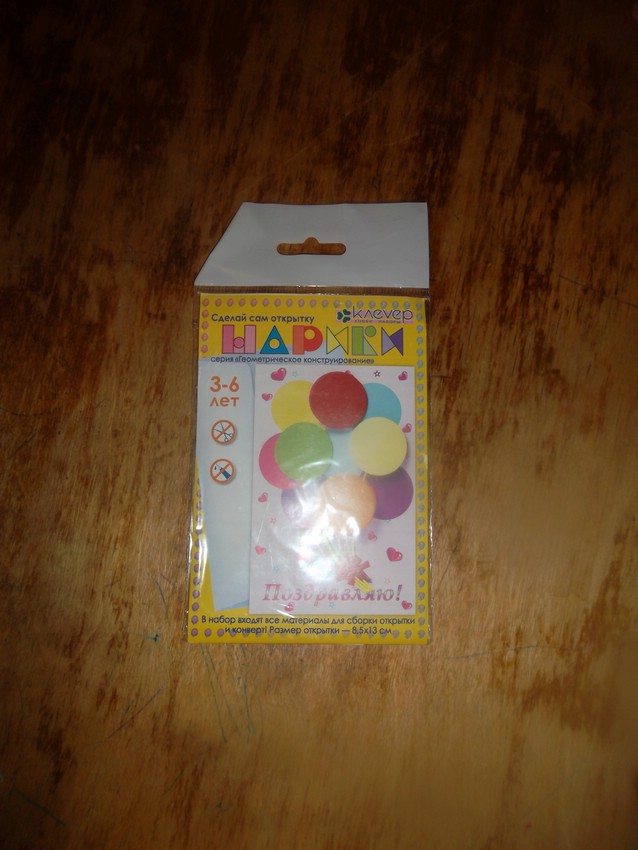 Сделай сам открытку
клевер
ШАРИКИ
серия «Геометрическое конструирование»
3-6
лет
Поздравляю!
В набор входят все материалы для сборки открытки
и конверт! Размер открытки — 8,5х13 см